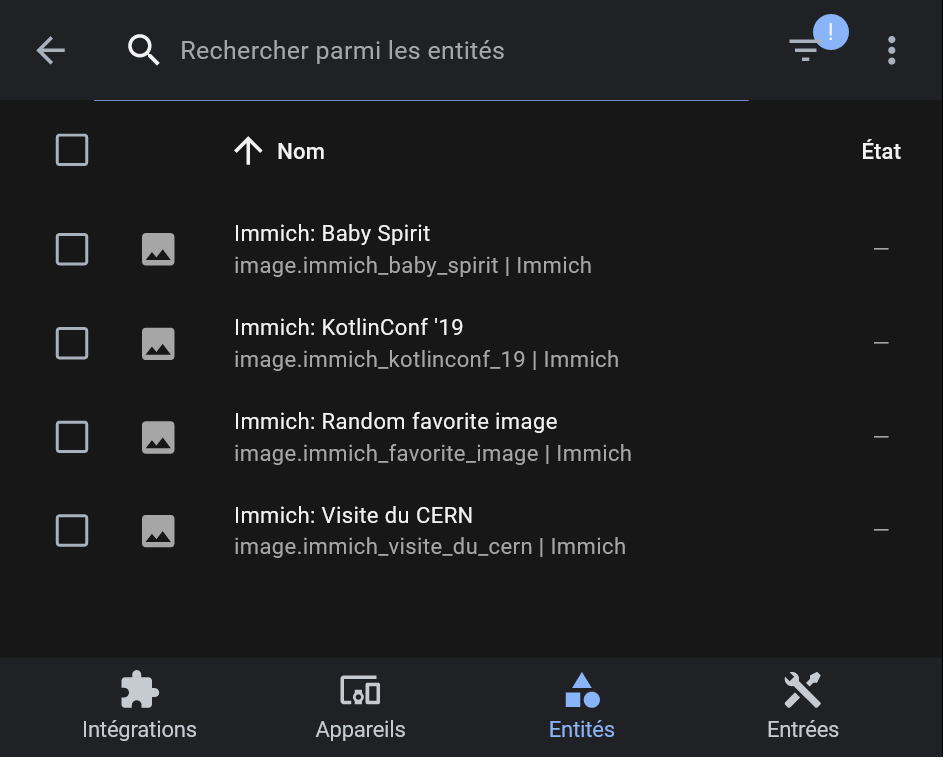 Rechercher parmi les entités
!
Nom
État
Immich: Baby Spirit
image.immich_baby_spirit | Immich
–
Immich: KotlinConf '19
image.immich_kotlinconf_19 | Immich
–
Immich: Random favorite image
image.immich_favorite_image | Immich
–
Immich: Visite du CERN
image.immich_visite_du_cern | Immich
–
Intégrations
Appareils
Entités
Entrées